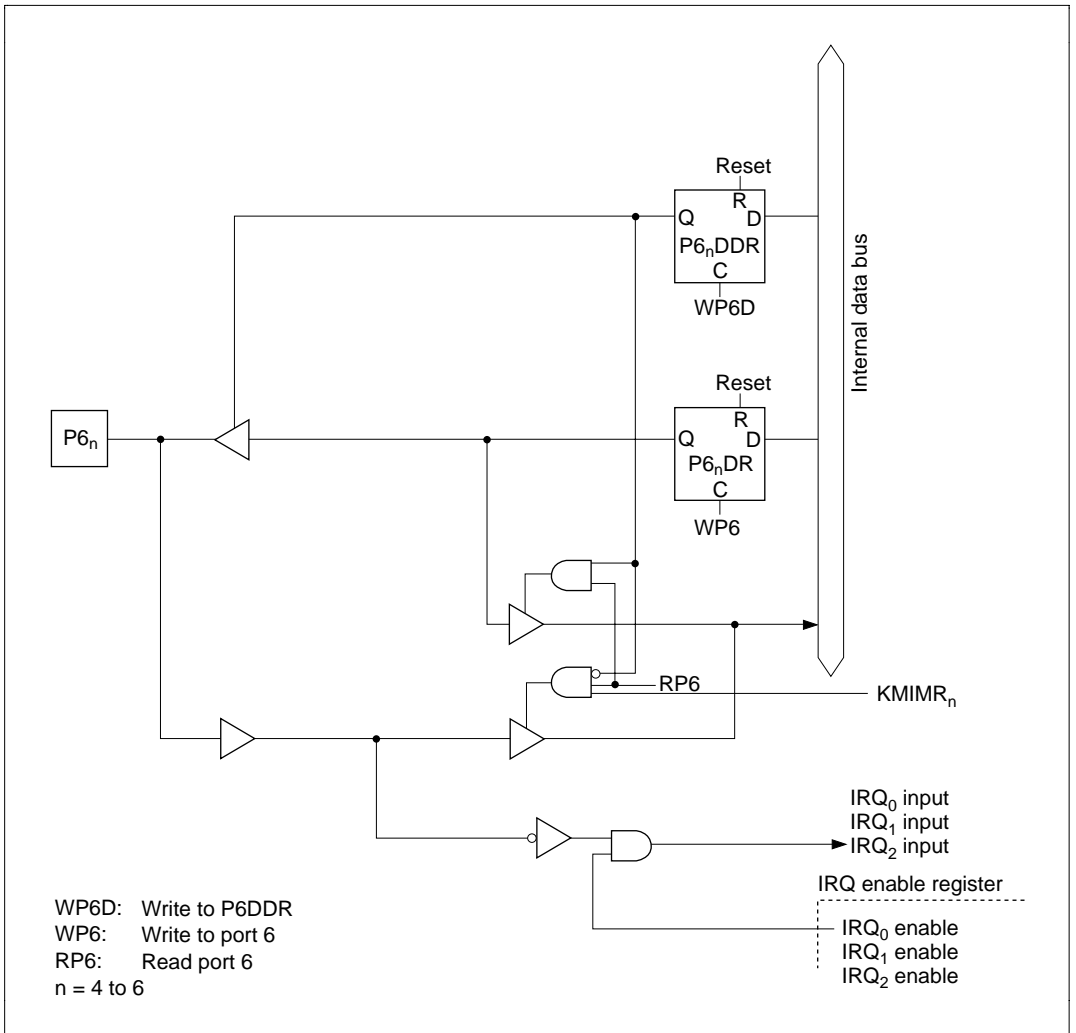 Reset
R
Q D
P6nDDR
C
WP6D
Internal data bus
Reset
R
P6n
Q D
P6nDR
C
WP6
RP6
KMIMRn
IRQ0 input
IRQ1 input
IRQ2 input
IRQ enable register
IRQ0 enable
IRQ1 enable
IRQ2 enable
WP6D: Write to P6DDR
WP6: Write to port 6
RP6: Read port 6
n = 4 to 6